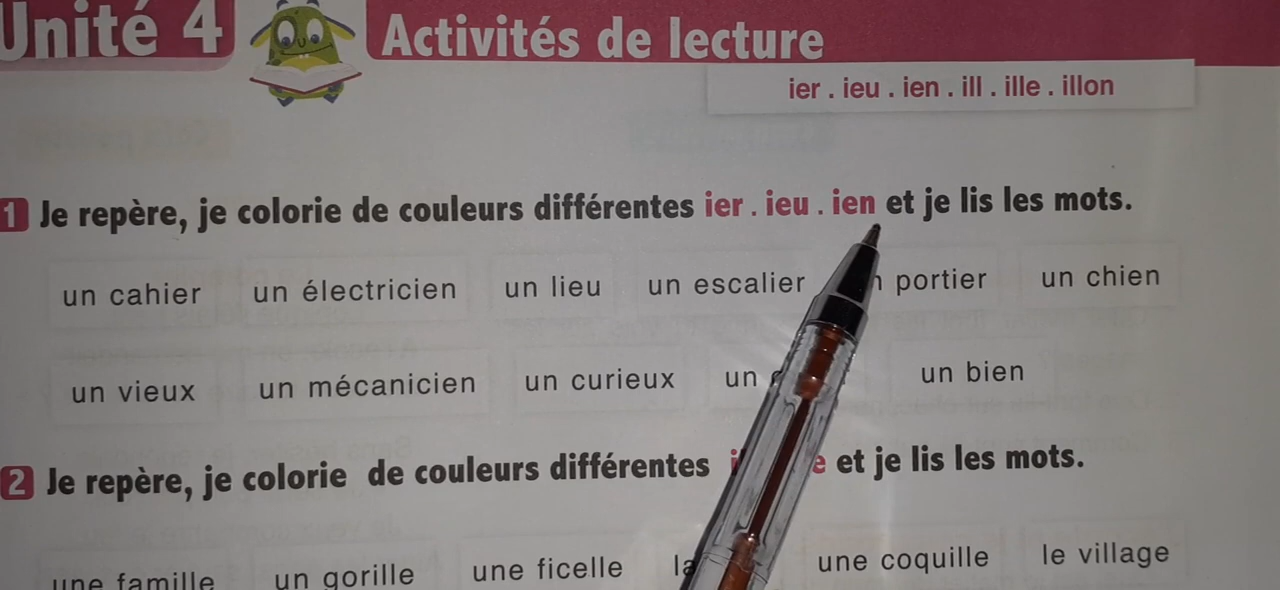 Unité 4 Activités de lecture
ier . ieu . ien . ill . ille . illon
1 Je repère, je colorie de couleurs différentes ier . ieu . ien et je lis les mots.
un cahier un électricien un lieu un escalier portier un chien
un vieux un mécanicien un curieux un un bien
2 Je repère, je colorie de couleurs différentes et je lis les mots.
une famille un gorille une ficelle une coquille le village